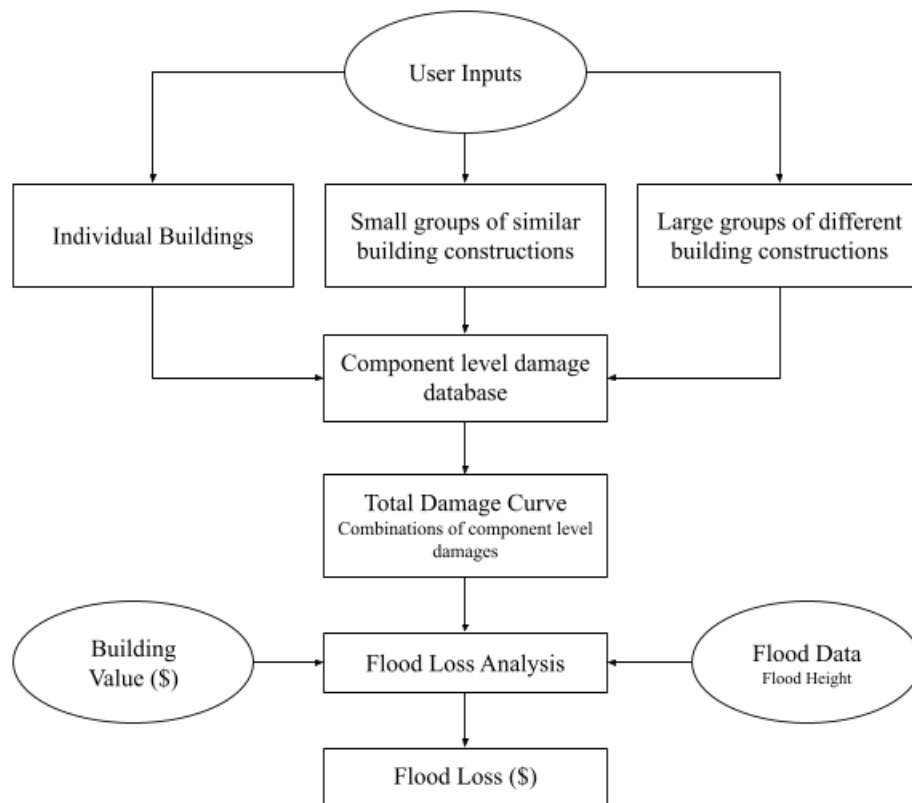 User Inputs
Individual Buildings
Small groups of similar
building constructions
Large groups of different
building constructions
Component level damage
database
Total Damage Curve
Combinations of component level
damages
Building
Value ($)
Flood Loss Analysis
Flood Data
Flood Height
Flood Loss ($)